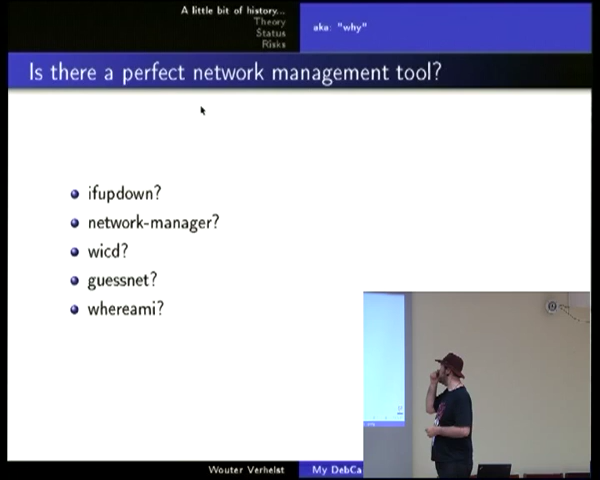 A little bit of history...
Theory
Status
Risks
aka: "why"
Is there a perfect network management tool?
ifupdown?
network-manager?
wicd?
guessnet?
whereami?
Wouter Verhelst
My DebCa